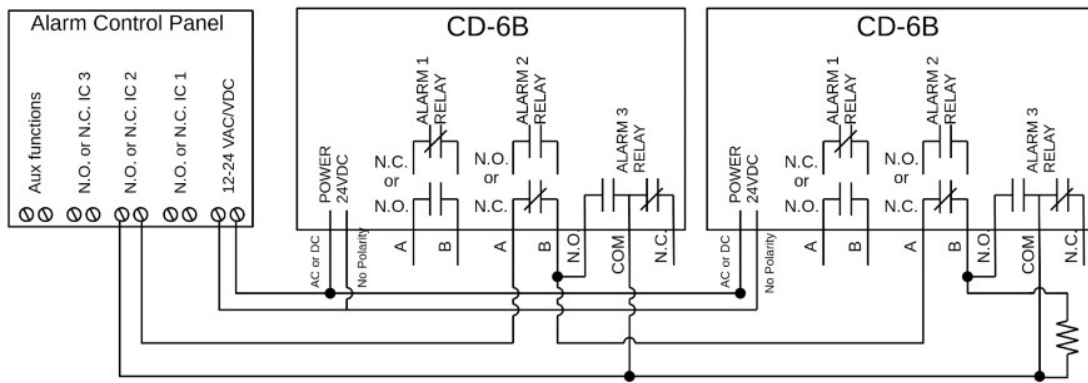 Alarm Control Panel
Aux functions
N.O. or N.C. IC 3
N.O. or N.C. IC 2
N.O. or N.C. IC 1
12-24 VAC/VDC
CD-6B
POWER
24VDC
AC or DC
No Polarity
ALARM 1
RELAY
N.C.
or
N.O.
A
B
ALARM 2
RELAY
N.O.
or
N.C.
A
B
ALARM 3
RELAY
N.O.
COM
N.C.
CD-6B
POWER
24VDC
AC or DC
No Polarity
ALARM 1
RELAY
N.C.
or
N.O.
A
B
ALARM 2
RELAY
N.O.
or
N.C.
A
B
ALARM 3
RELAY
N.O.
COM
N.C.